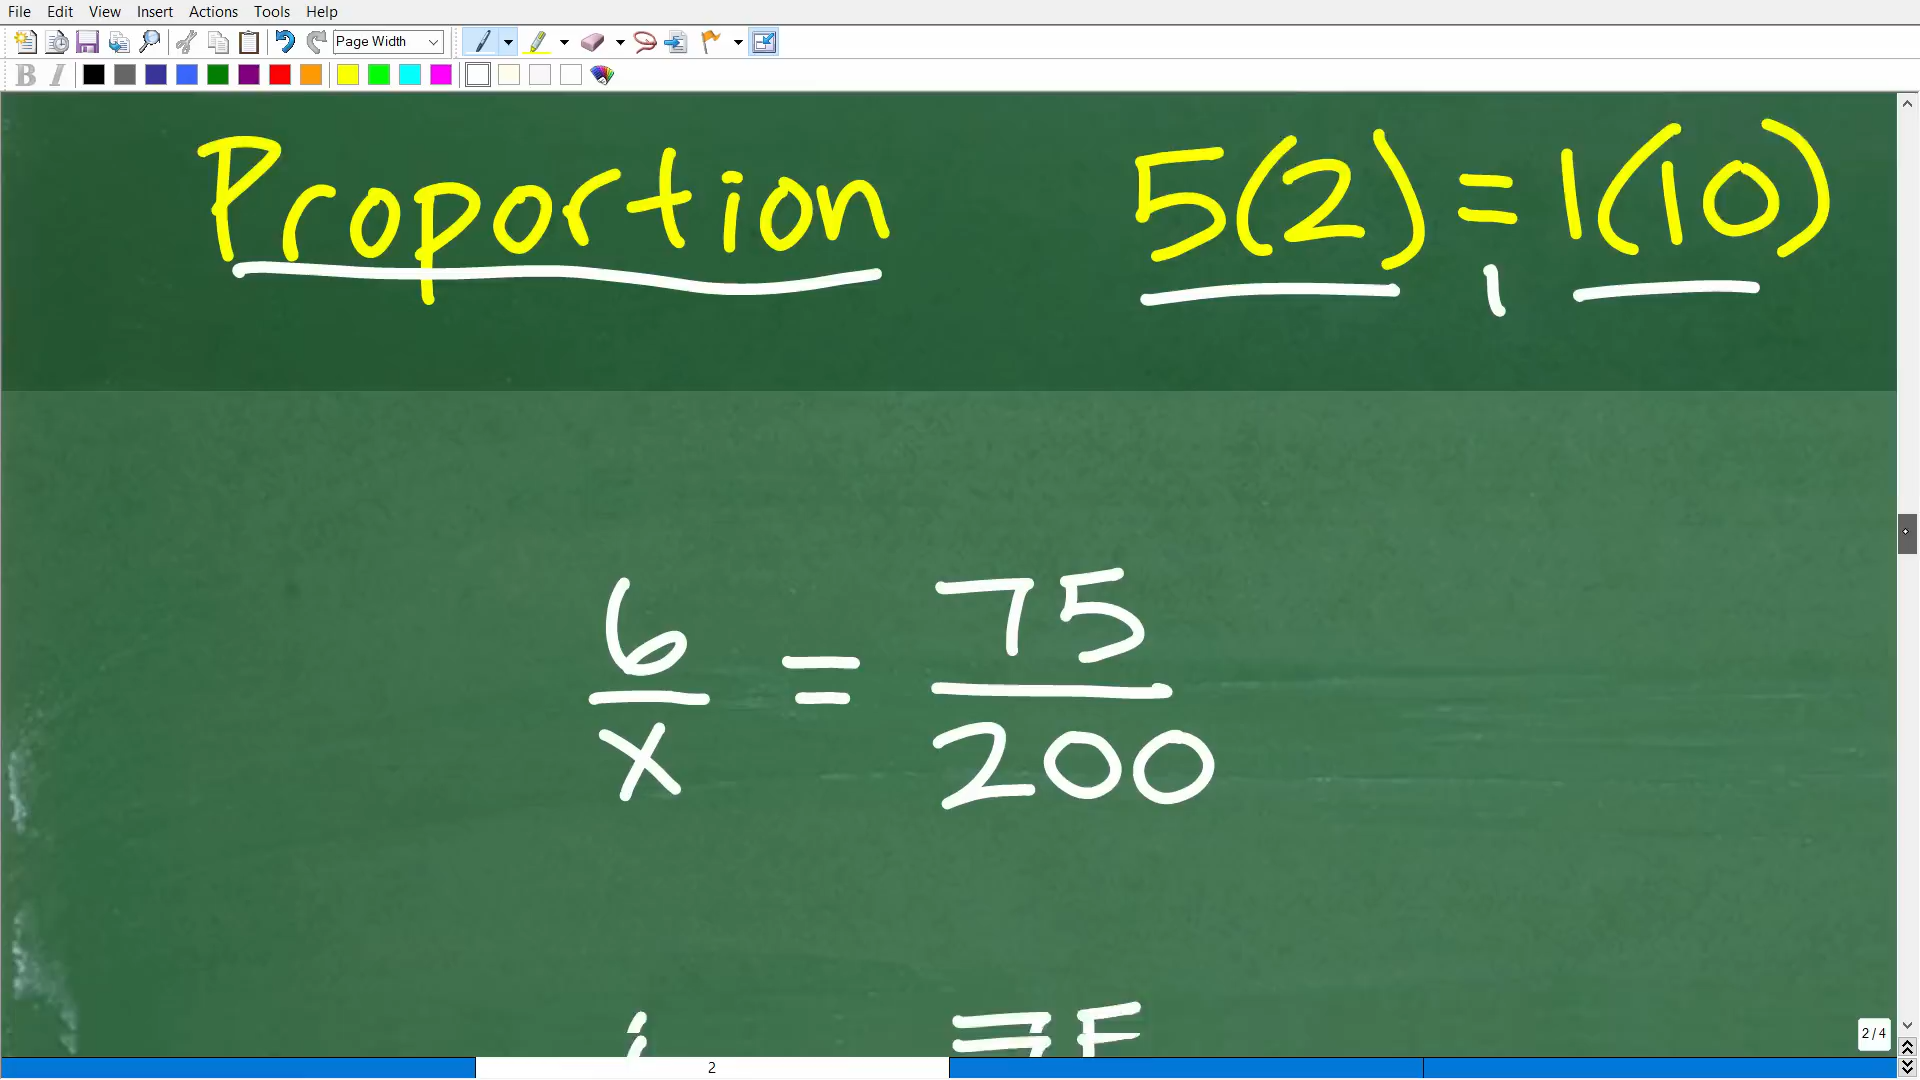 File Edit View Insert Actions Tools Help
Page Width
B I
Proportion 5(2) = 1(10)
6/x = 75/200
2 / 4
2